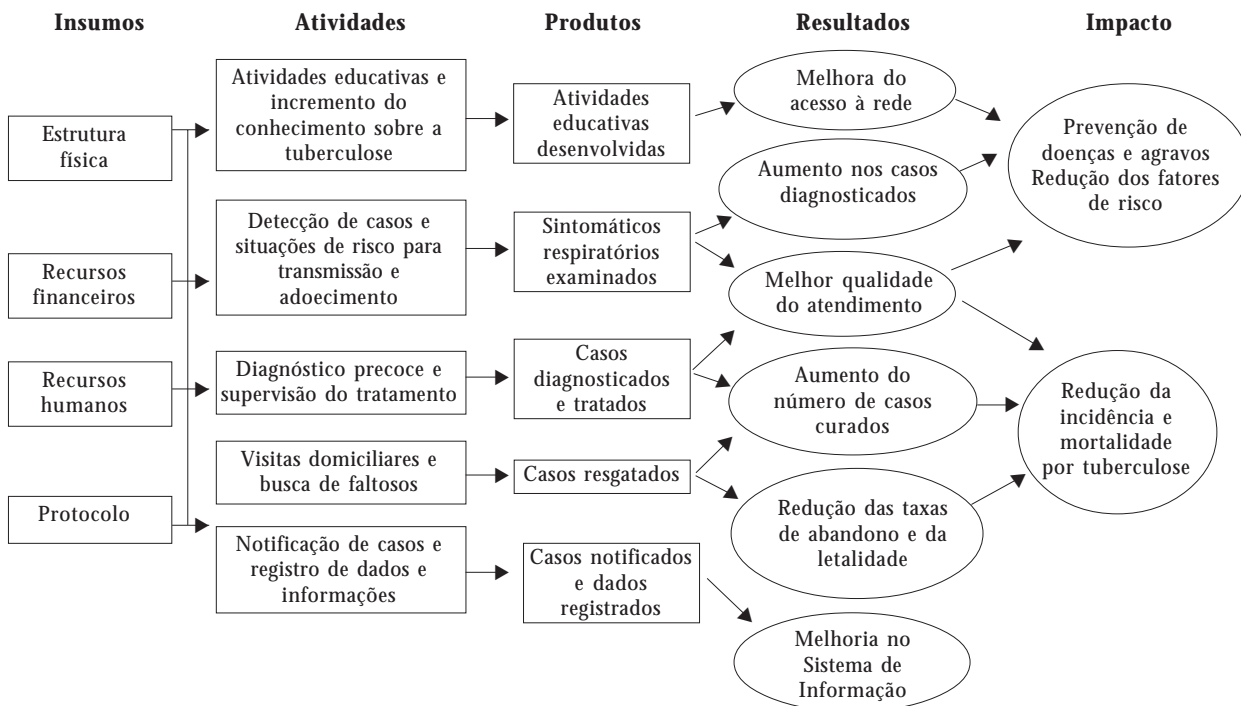 Insumos
Atividades
Produtos
Resultados
Impacto
Estrutura
física
Recursos
financeiros
Recursos
humanos
Protocolo
Atividades educativas e
incremento do
conhecimento sobre a
tuberculose
Detecção de casos e
situações de risco para
transmissão e
adoecimento
Diagnóstico precoce e
supervisão do tratamento
Visitas domiciliares e
busca de faltosos
Notificação de casos e
registro de dados e
informações
Atividades
educativas
desenvolvidas
Sintomáticos
respiratórios
examinados
Casos
diagnosticados
e tratados
Casos resgatados
Casos notificados
e dados
registrados
Melhora do
acesso à rede
Aumento nos casos
diagnosticados
Melhor qualidade
do atendimento
Aumento do
número de casos
curados
Redução das taxas
de abandono e da
letalidade
Melhoria no
Sistema de
Informação
Prevenção de
doenças e agravos
Redução dos fatores
de risco
Redução da
incidência e
mortalidade
por tuberculose